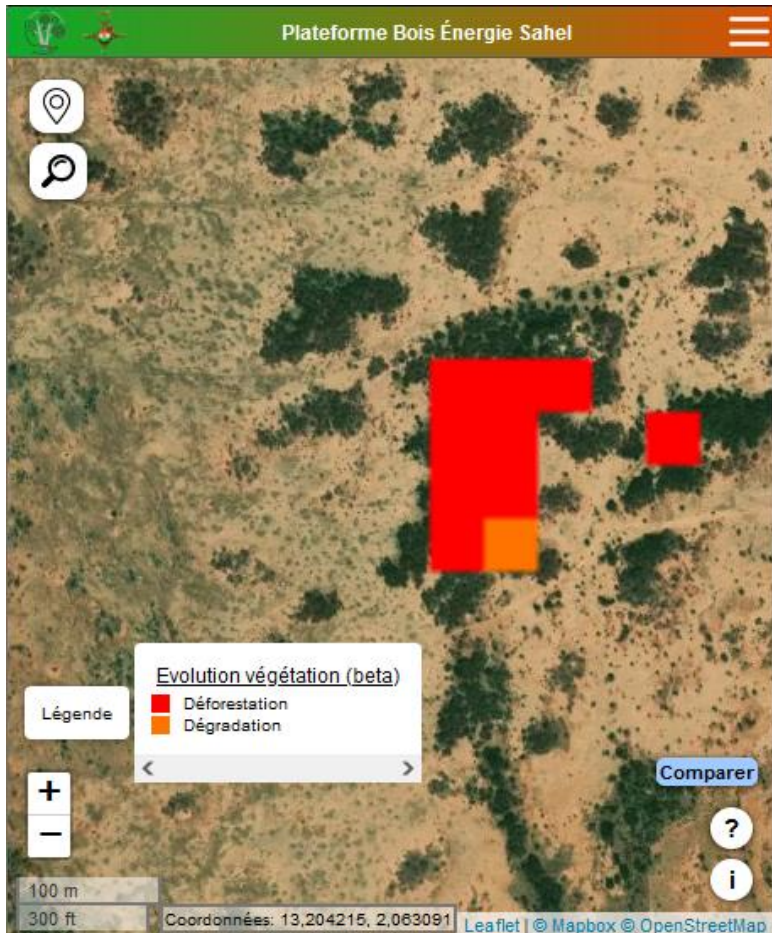 Plateforme Bois Énergie Sahel
Evolution végétation (beta)
Déforestation
Dégradation
Légende
Comparer
+
−
?
i
100 m
300 ft
Coordonnées: 13,204215, 2,063091
Leaflet | © Mapbox © OpenStreetMap